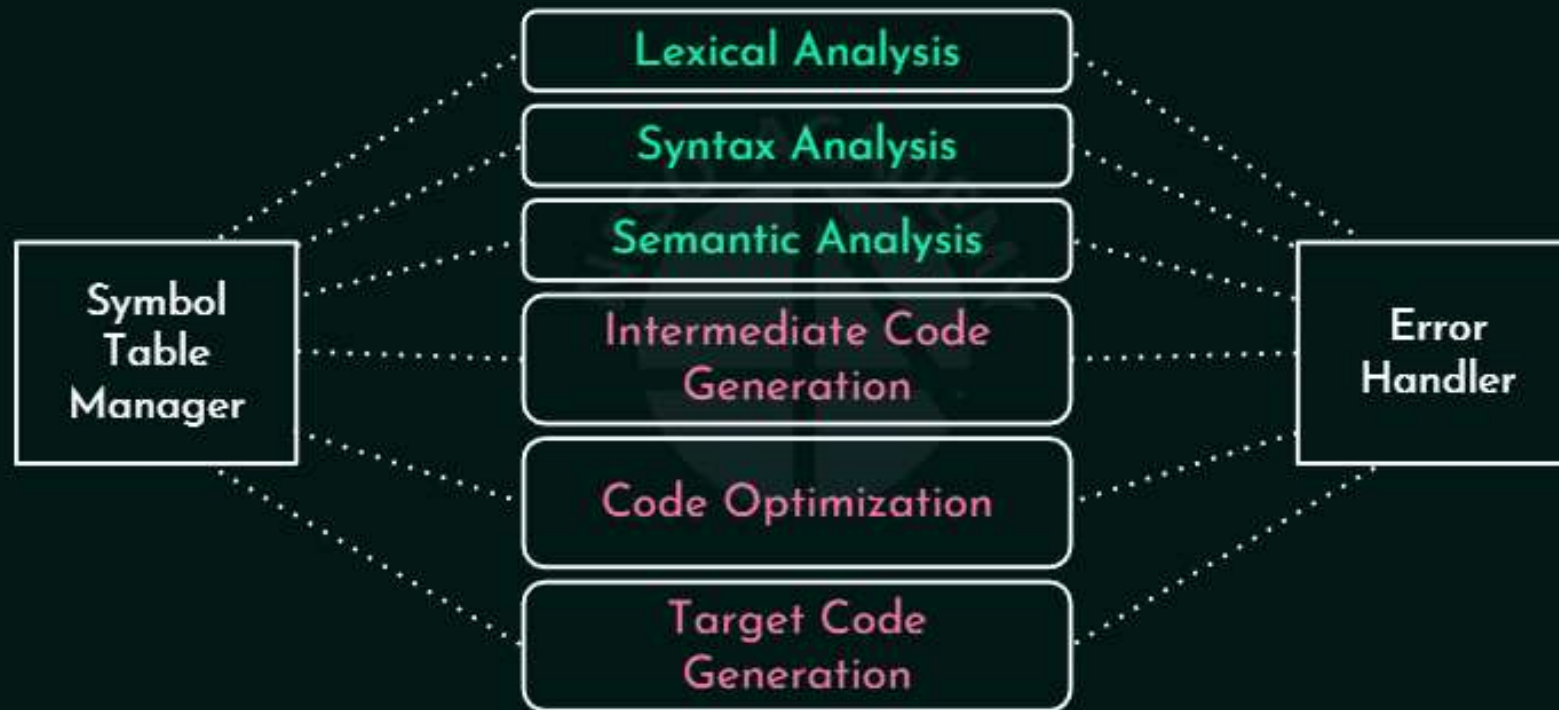 Lexical Analysis
Syntax Analysis
Semantic Analysis
Symbol
Table
Manager
Intermediate Code
Generation
Error
Handler
Code Optimization
Target Code
Generation